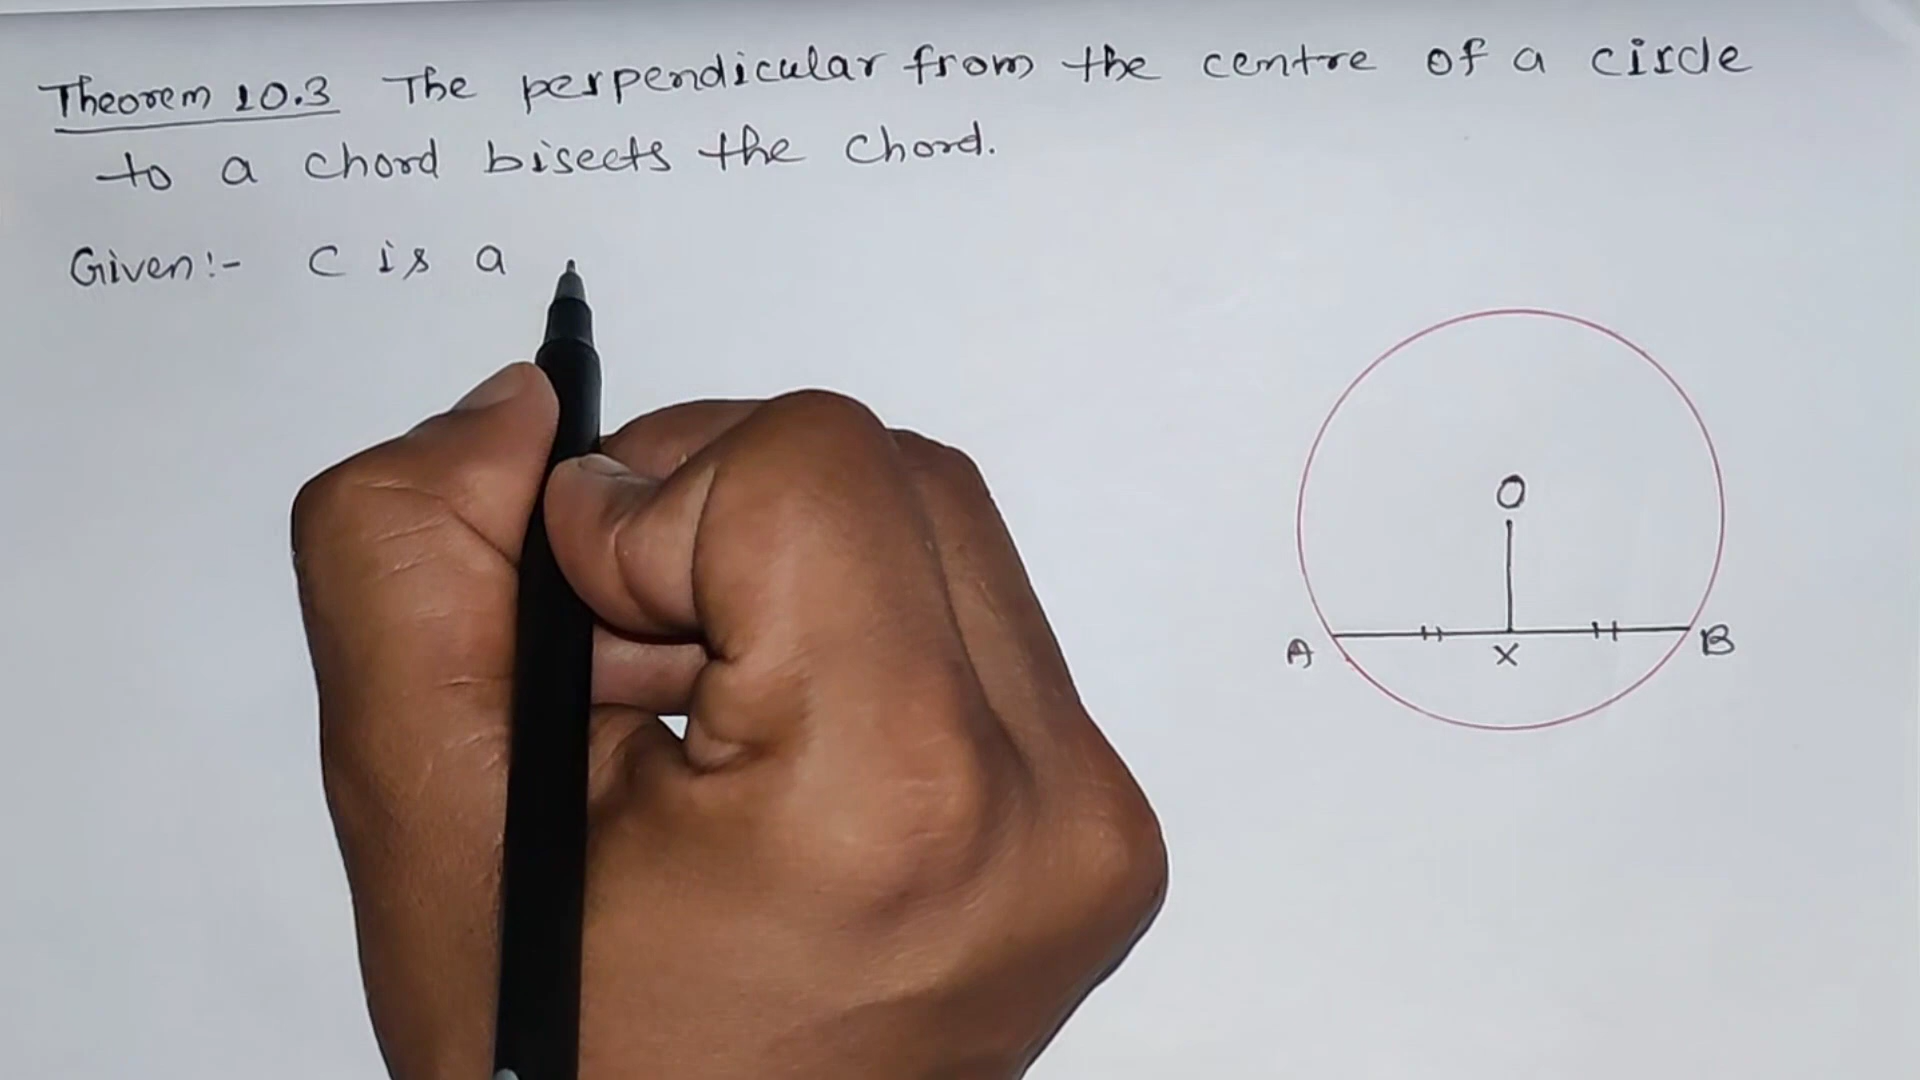 Theorem 10.3 The perpendicular from the centre of a circle
to a chord bisects the chord.
Given:- C is a
O
A
X
B